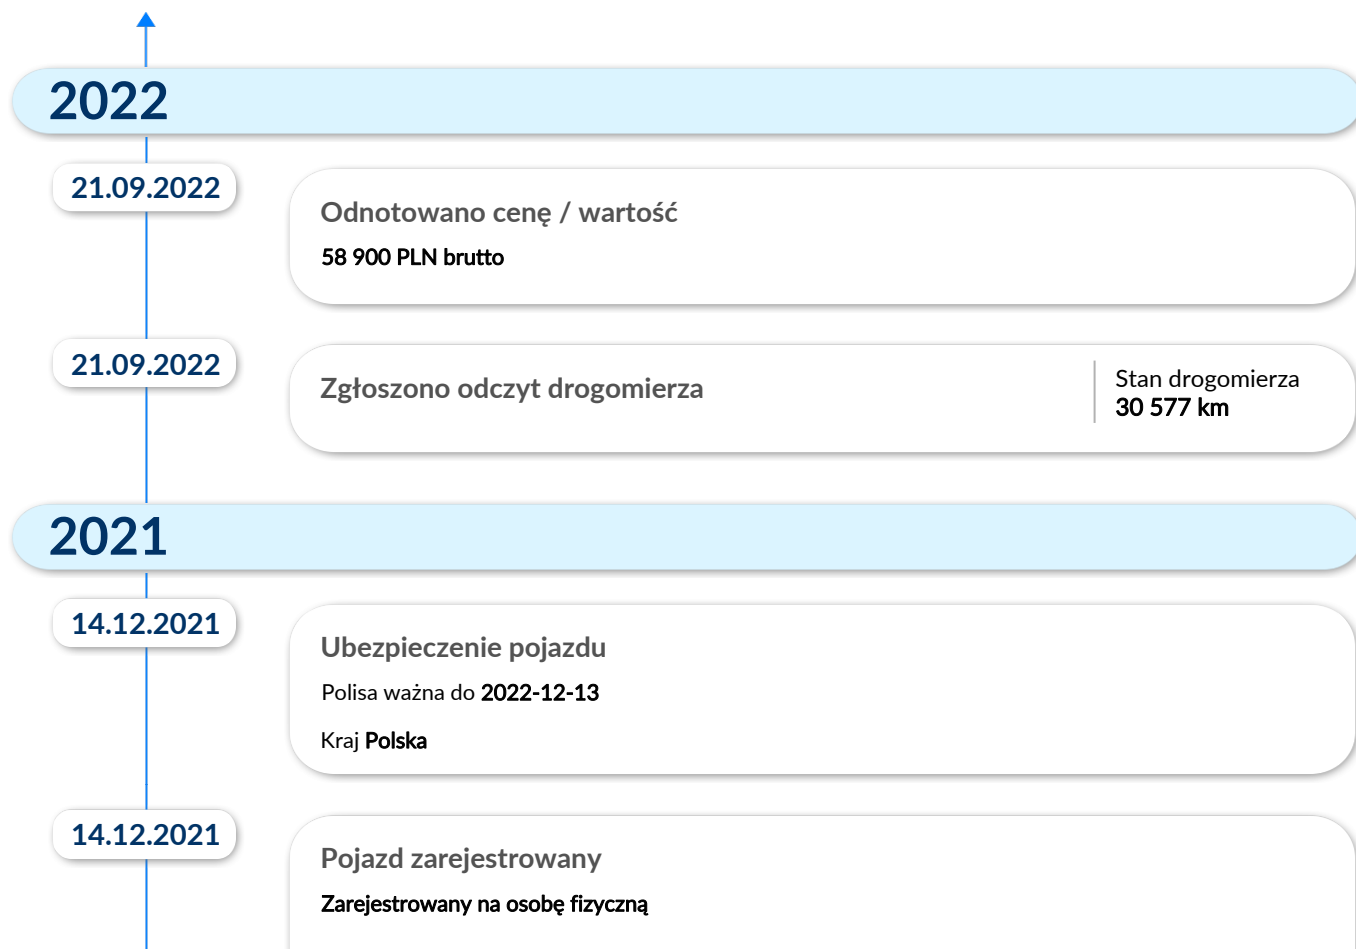 2022
21.09.2022
Odnotowano cenę / wartość
58 900 PLN brutto
21.09.2022
Zgłoszono odczyt drogomierza
Stan drogomierza
30 577 km
2021
14.12.2021
Ubezpieczenie pojazdu
Polisa ważna do 2022-12-13
Kraj Polska
14.12.2021
Pojazd zarejestrowany
Zarejestrowany na osobę fizyczną